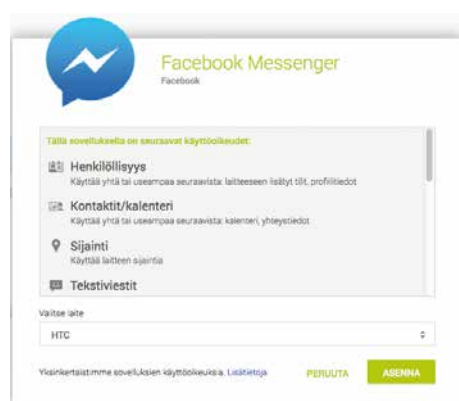 Facebook Messenger
Facebook
Tällä sovelluksella on seuraavat käyttöoikeudet:
Henkilöllisyys
Käyttää yhtä tai useampaa seuraavista: laitteeseen lisätyt tilit, profiilitiedot
Kontaktit/kalenteri
Käyttää yhtä tai useampaa seuraavista: kalenteri, yhteystiedot
Sijainti
Käyttää laitteen sijaintia
Tekstiviestit
Valitse laite
HTC
Yksinkertaistimme sovelluksien käyttöoikeuksia. Lisätietoja
PERUUTA
ASENNA